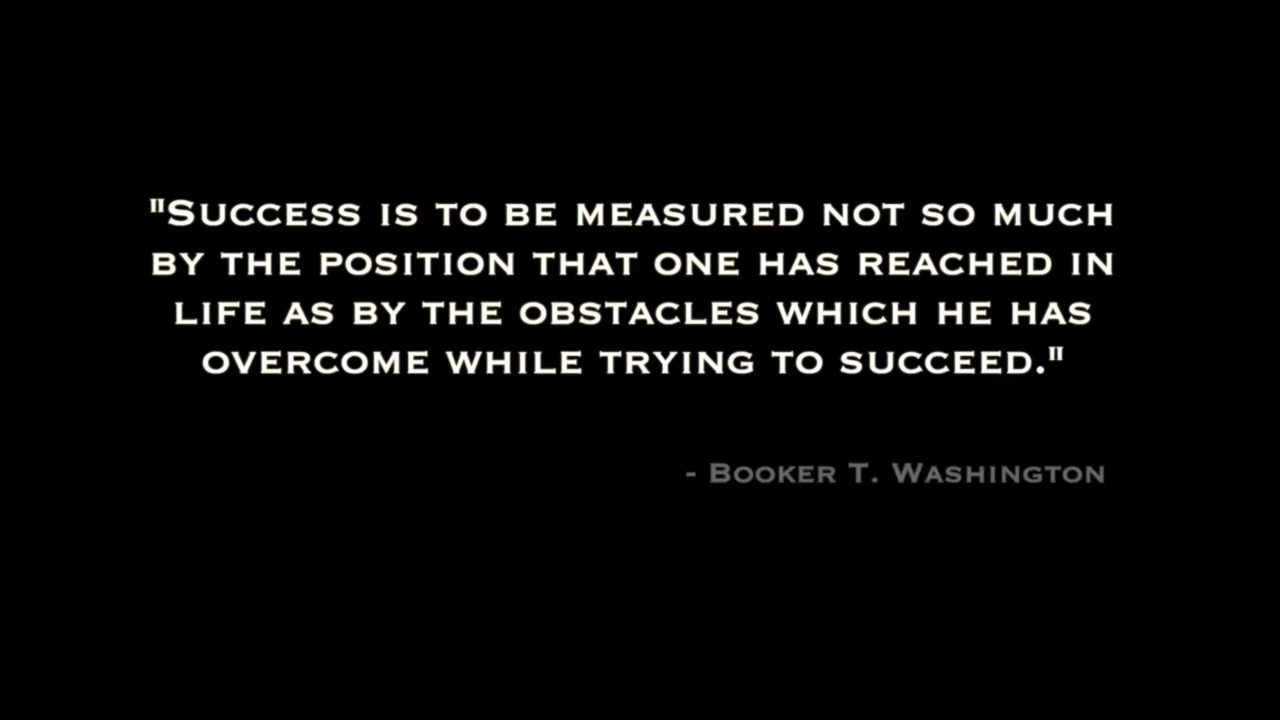 "Success is to be measured not so much
by the position that one has reached in
life as by the obstacles which he has
overcome while trying to succeed."
- Booker T. Washington